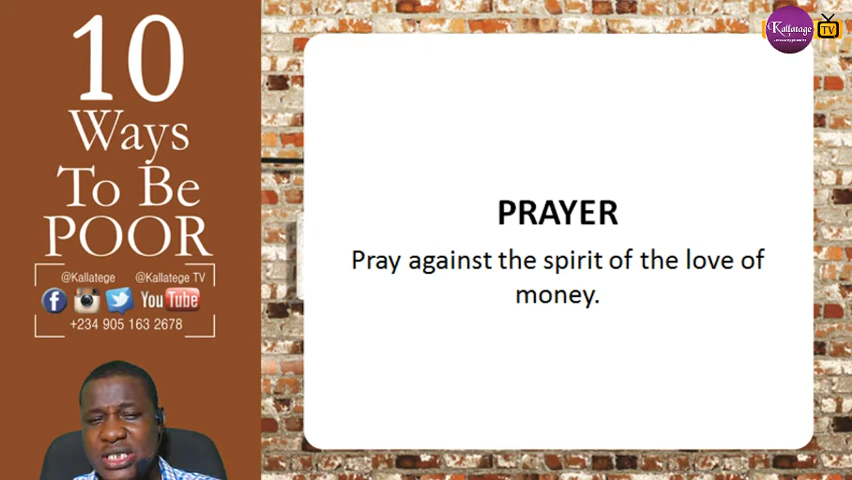 10
Ways
To Be
POOR
@Kallatege @Kallatege TV
You Tube
+234 905 163 2678
Kallatege
TV
PRAYER
Pray against the spirit of the love of
money.